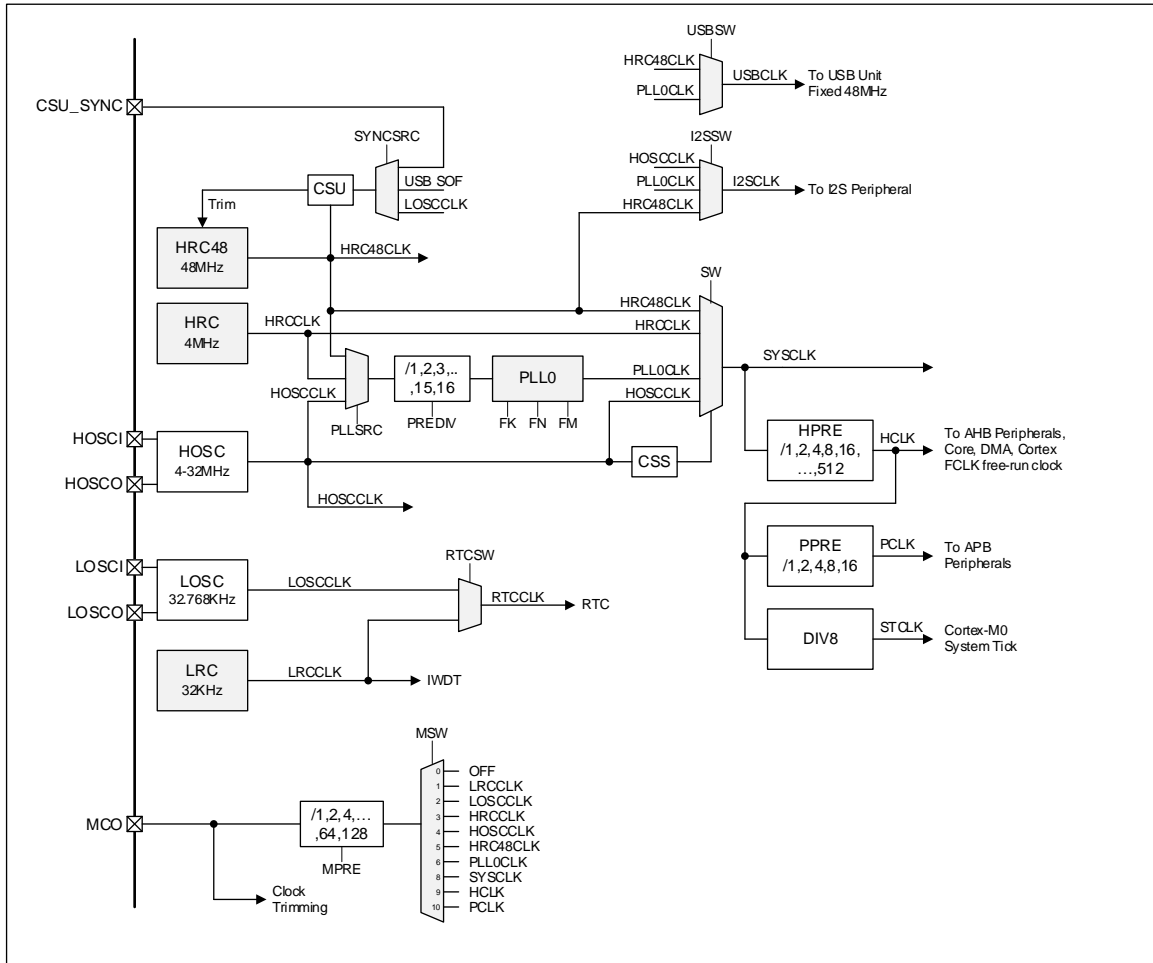 USBSW
HRC48CLK
PLL0CLK
USBCLK
To USB Unit
Fixed 48MHz
CSU_SYNC
SYNCSRC
USB SOF
LOSCCLK
CSU
Trim
I2SSW
HOSCCLK
PLL0CLK
HRC48CLK
I2SCLK
To I2S Peripheral
HRC48
48MHz
HRC48CLK
HRC
4MHz
HRCCLK
HOSCCLK
PLLSRC
/1,2,3,..
,15,16
PREDIV
PLL0
FK
FN
FM
SW
HRC48CLK
HRCCLK
PLL0CLK
HOSCCLK
SYSCLK
HOSCI
HOSCO
HOSC
4-32MHz
CSS
HOSCCLK
HPRE
/1,2,4,8,16,
...,512
HCLK
To AHB Peripherals,
Core, DMA, Cortex
FCLK free-run clock
PPRE
/1,2,4,8,16
PCLK
To APB
Peripherals
DIV8
STCLK
Cortex-M0
System Tick
LOSCI
LOSCO
LOSC
32.768KHz
LOSCCLK
RTCSW
RTCCLK
RTC
LRC
32KHz
LRCCLK
IWDT
MSW
0 OFF
1 LRCCLK
2 LOSCCLK
3 HRCCLK
4 HOSCCLK
5 HRC48CLK
6 PLL0CLK
8 SYSCLK
9 HCLK
10 PCLK
MCO
/1,2,4,...
,64,128
MPRE
Clock
Trimming